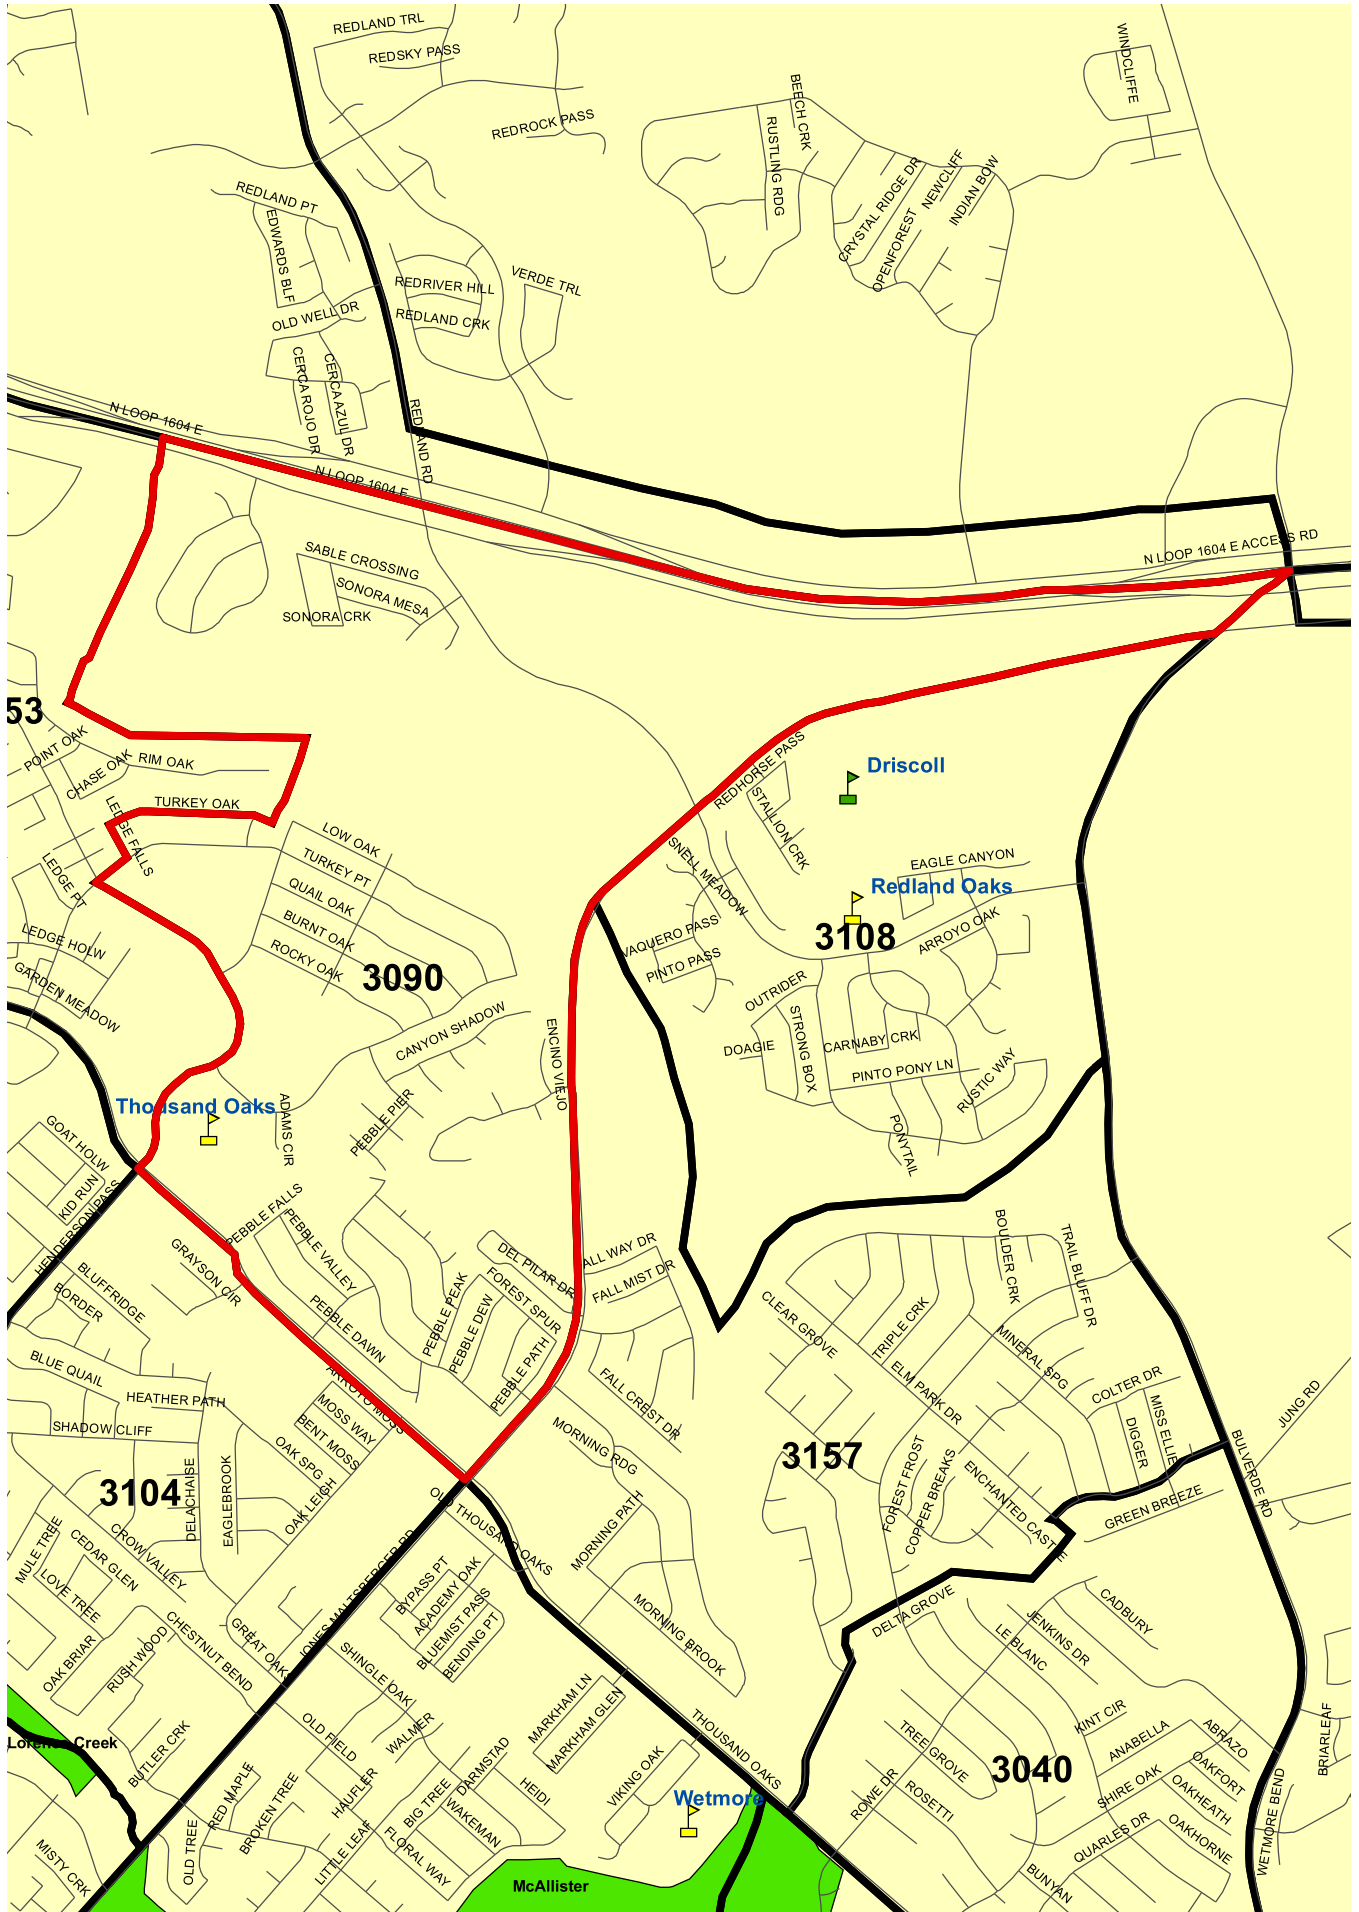 REDLAND TRL
REDSKY PASS
WINDCLIFFE
REDROCK PASS
BEECH CRK
RUSTLING RDG
CRYSTAL RIDGE DR
NEWCLIFF
INDIAN BOW
OPENFOREST
REDLAND PT
EDWARDS BLF
REDRIVER HILL
VERDE TRL
OLD WELL DR
REDLAND CRK
CERCA ROJO DR
CERCA AZUL DR
N LOOP 1604 E
REDLAND RD
N LOOP 1604 E
N LOOP 1604 E ACCESS RD
SABLE CROSSING
SONORA MESA
SONORA CRK
53
POINT OAK
CHASE OAK
RIM OAK
REDHORSE PASS
Driscoll
TURKEY OAK
LEDGE FALLS
STALLION CRK
LOW OAK
TURKEY PT
SNELL MEADOW
EAGLE CANYON
LEDGE PT
QUAIL OAK
Redland Oaks
BURNT OAK
3108
ARROYO OAK
LEDGE HOLW
ROCKY OAK
3090
VAQUERO PASS
PINTO PASS
GARDEN MEADOW
OUTRIDER
CANYON SHADOW
ENCINO VIEJO
STRONG BOX
DOAGIE
CARNABY CRK
PINTO PONY LN
RUSTIC WAY
Thousand Oaks
ADAMS CIR
PEBBLE PIER
PONYTAIL
GOAT HOLW
KID RUN
HENDERSON PASS
PEBBLE FALLS
PEBBLE VALLEY
GRAYSON CIR
DEL PILAR DR
ALL WAY DR
FALL MIST DR
BOULDER CRK
TRAIL BLUFF DR
BLUFFRIDGE
BORDER
FOREST SPUR
PEBBLE PEAK
PEBBLE DEW
PEBBLE DAWN
PEBBLE PATH
CLEAR GROVE
TRIPLE CRK
ELM PARK DR
MINERAL SPG
BLUE QUAIL
HEATHER PATH
ARROYO MOSS
MOSS WAY
BENT MOSS
FALL CREST DR
COLTER DR
MISS ELLIE
DIGGER
JUNG RD
SHADOW CLIFF
OAK SPG
OAK LEIGH
MORNING RDG
3157
BULVERDE RD
3104
DELACHAISE
EAGLEBROOK
FOREST FROST
COPPER BREAKS
ENCHANTED CASTLE
GREEN BREEZE
OLD THOUSAND OAKS
MORNING PATH
MULE TREE
CEDAR GLEN
CROW VALLEY
LOVE TREE
JONES MALTSBERGER RD
BYPASS PT
ACADEMY OAK
BLUEMIST PASS
BENDING PT
MORNING BROOK
DELTA GROVE
CADBURY
JENKINS DR
LE BLANC
OAK BRIAR
RUSH WOOD
CHESTNUT BEND
GREAT OAKS
SHINGLE OAK
MARKHAM LN
MARKHAM GLEN
THOUSAND OAKS
OLD FIELD
WALMER
KINT CIR
ANABELLA
ABRAZO
BRIARLEAF
TREE GROVE
3040
BUTLER CRK
DARMSTAD
HEIDI
VIKING OAK
ROWE DR
ROSETTI
SHIRE OAK
OAKFORT
OAKHEATH
OAKHORNE
WETMORE BEND
RED MAPLE
BROKEN TREE
HAUFLER
BIG TREE
WAKEMAN
Wetmore
QUARLES DR
OLD TREE
LITTLE LEAF
FLORAL WAY
BUNYAN
MISTY CRK
McAllister